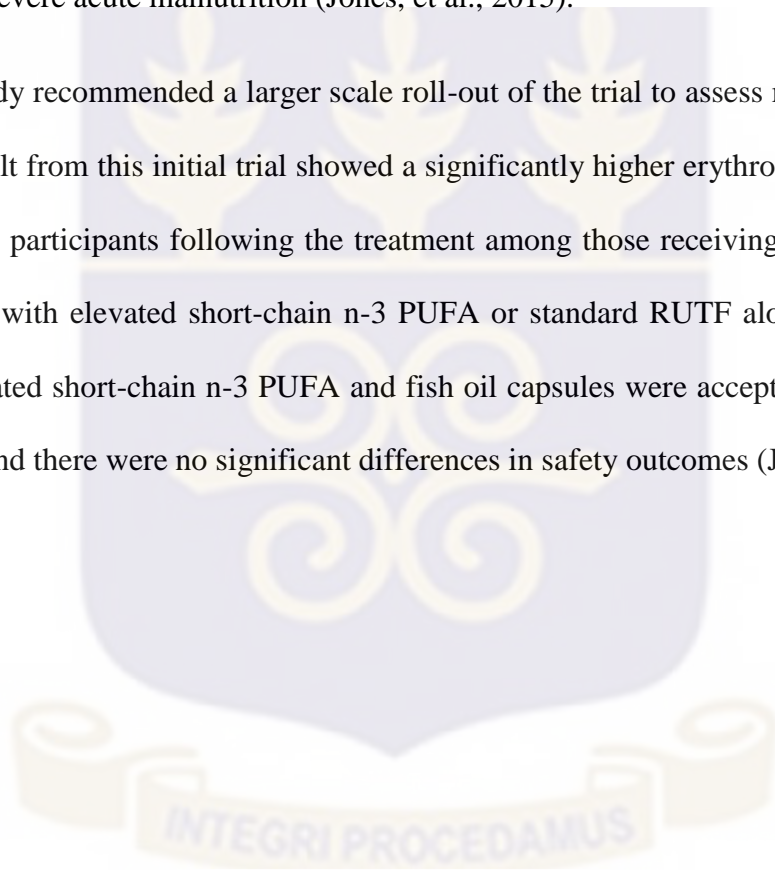 severe acute malnutrition (Jones, et al., 2015).
dy recommended a larger scale roll-out of the trial to assess
lt from this initial trial showed a significantly higher erythro
participants following the treatment among those receiving
with elevated short-chain n-3 PUFA or standard RUTF alo
ated short-chain n-3 PUFA and fish oil capsules were accept
nd there were no significant differences in safety outcomes (J
INTEGRI PROCEDAMUS